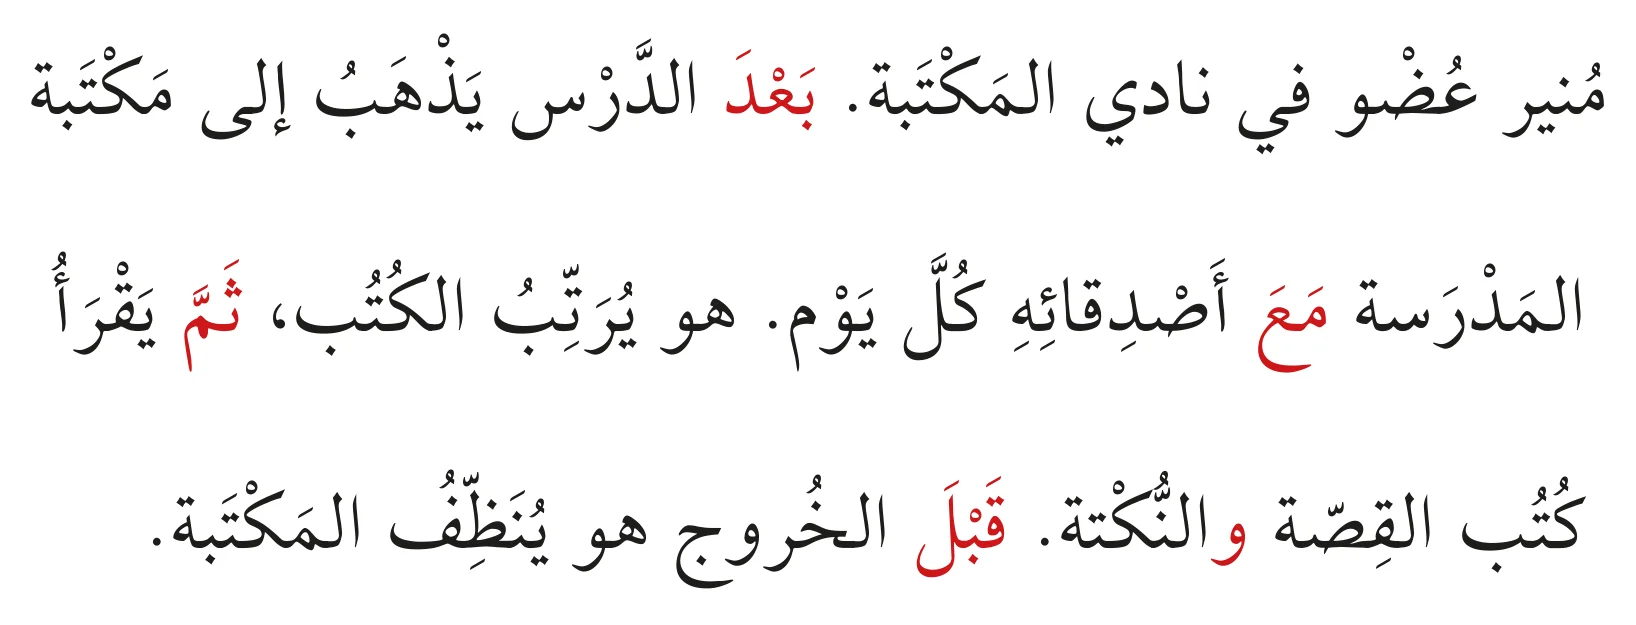 مُنير عُضْو في نادي المَكْتَبة. بَعْدَ الدَّرْس يَذْهَبُ إلى مَكْتَبة
المَدْرَسة مَعَ أَصْدِقائِهِ كُلَّ يَوْم. هو يُرَتِّبُ الكُتُب، ثَمَّ يَقْرَأُ
كُتُب القِصّة والنُّكْتة. قَبْلَ الخُروج هو يُنَظِّفُ المَكْتَبة.